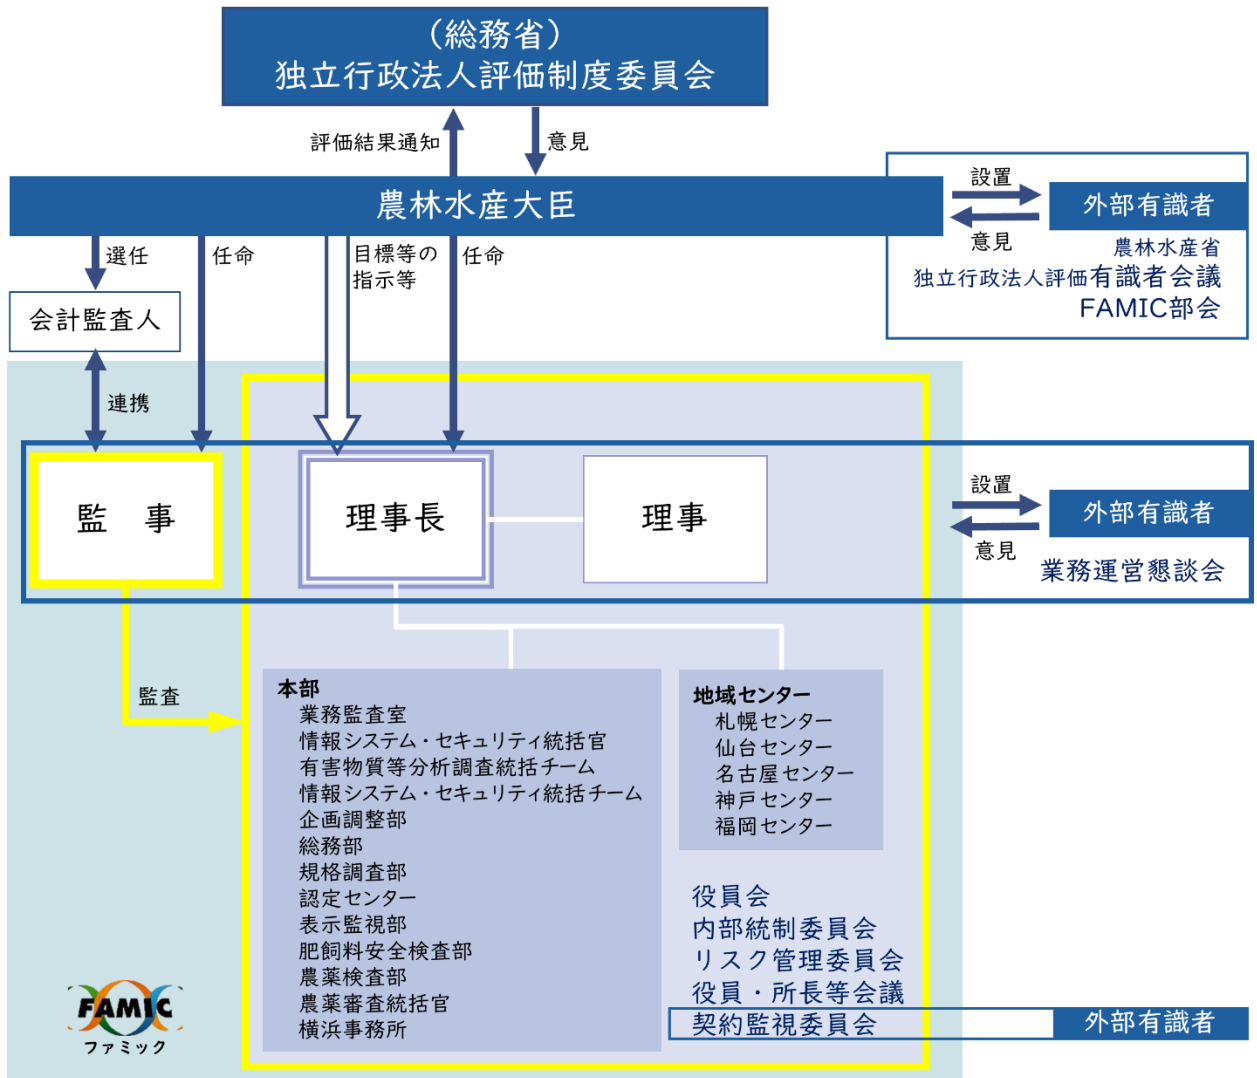 （総務省）
独立行政法人評価制度委員会
評価結果通知
意見
農林水産大臣
設置
意見
外部有識者
農林水産省
独立行政法人評価有識者会議
FAMIC部会
選任
任命
目標等の
指示等
任命
会計監査人
連携
監　事
理事長
理事
設置
意見
外部有識者
業務運営懇談会
監査
本部
業務監査室
情報システム・セキュリティ統括官
有害物質等分析調査統括チーム
情報システム・セキュリティ統括チーム
企画調整部
総務部
規格調査部
認定センター
表示監視部
肥飼料安全検査部
農薬検査部
農薬審査統括官
横浜事務所
地域センター
札幌センター
仙台センター
名古屋センター
神戸センター
福岡センター
役員会
内部統制委員会
リスク管理委員会
役員・所長等会議
契約監視委員会
外部有識者
FAMIC
ファミック